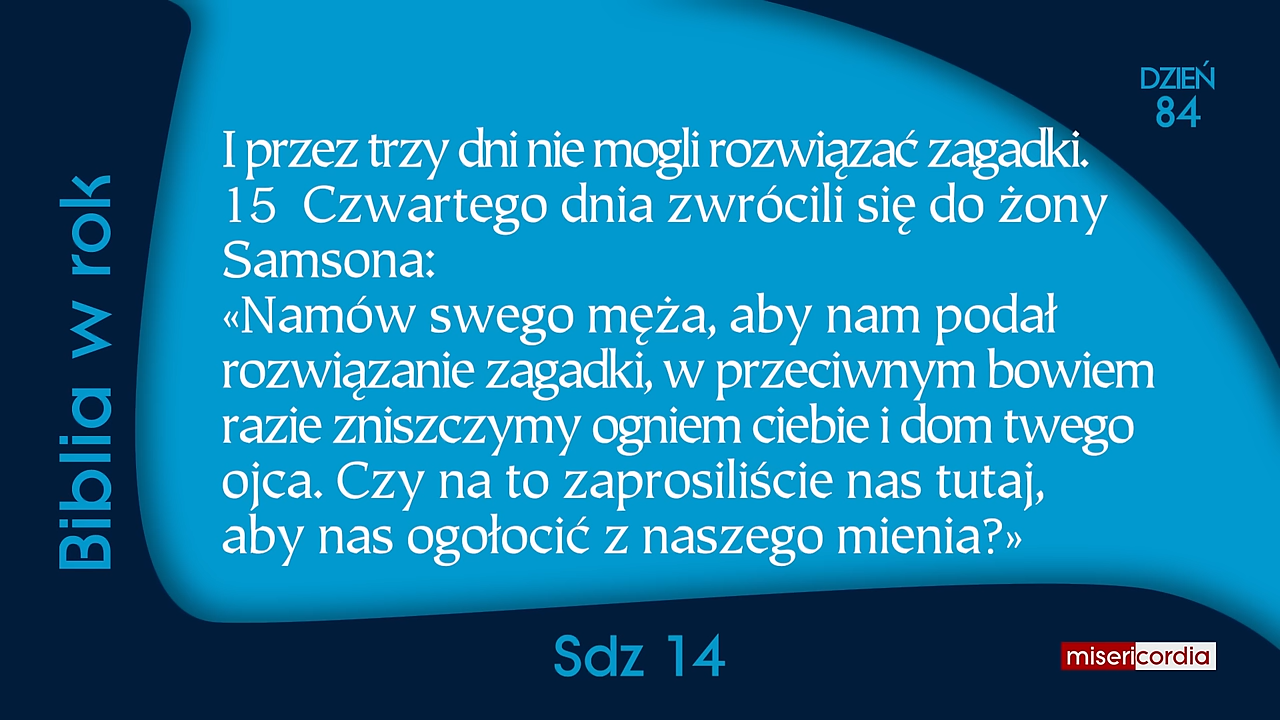 DZIEŃ
84
I przez trzy dni nie mogli rozwiązać zagadki.
15 Czwartego dnia zwrócili się do żony
Samsona:
«Namów swego męża, aby nam podał
rozwiązanie zagadki, w przeciwnym bowiem
razie zniszczymy ogniem ciebie i dom twego
ojca. Czy na to zaprosiliście nas tutaj,
aby nas ogołocić z naszego mienia?»
Biblia w rok
Sdz 14
misericordia